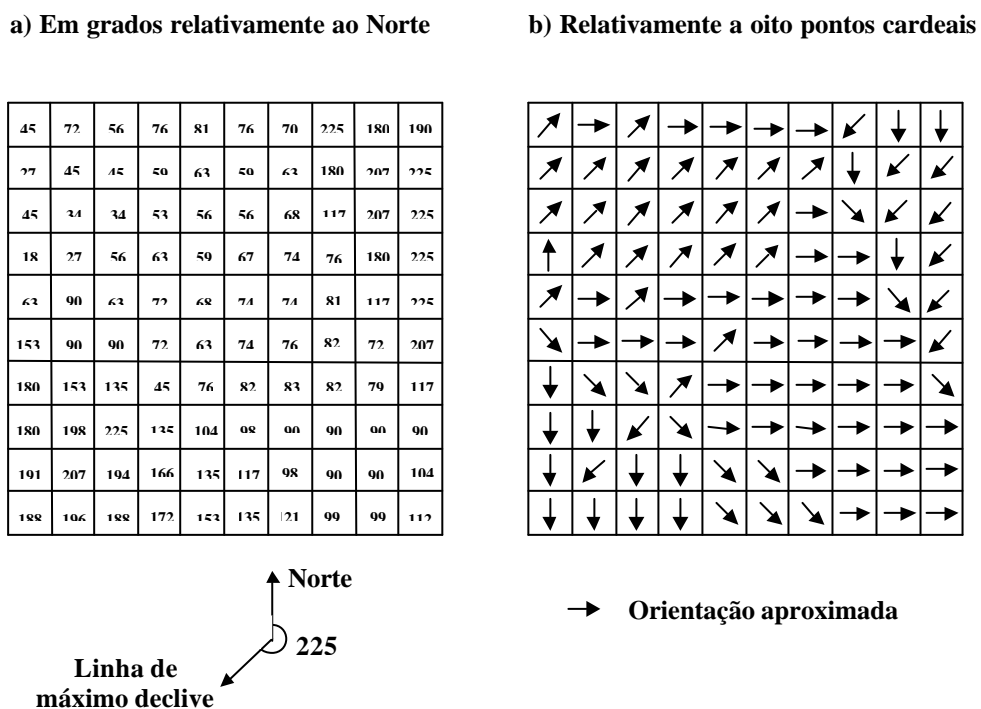 a) Em grados relativamente ao Norte
b) Relativamente a oito pontos cardeais
45 72 56 76 81 76 70 225 180 190
27 45 45 59 63 59 63 180 207 225
45 34 34 53 56 56 68 117 207 225
18 27 56 63 59 67 74 76 180 225
63 90 63 72 68 74 74 81 117 225
153 90 90 72 63 74 76 82 72 207
180 153 135 45 76 82 83 82 79 117
180 198 225 135 104 98 90 90 90 90
191 207 194 166 135 117 98 90 90 104
188 196 188 172 153 135 121 99 99 112
Norte
225
Linha de
máximo declive
Orientação aproximada